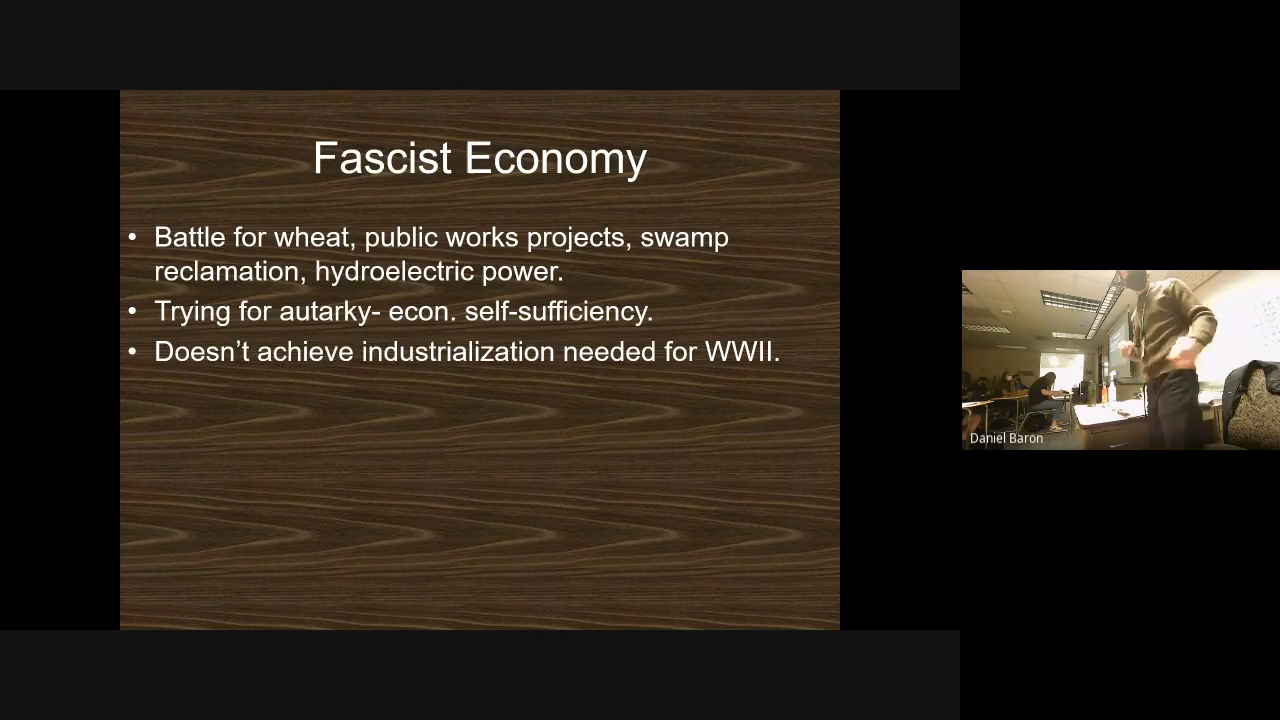 Fascist Economy
• Battle for wheat, public works projects, swamp
reclamation, hydroelectric power.
• Trying for autarky- econ. self-sufficiency.
• Doesn’t achieve industrialization needed for WWII.
Daniel Baron